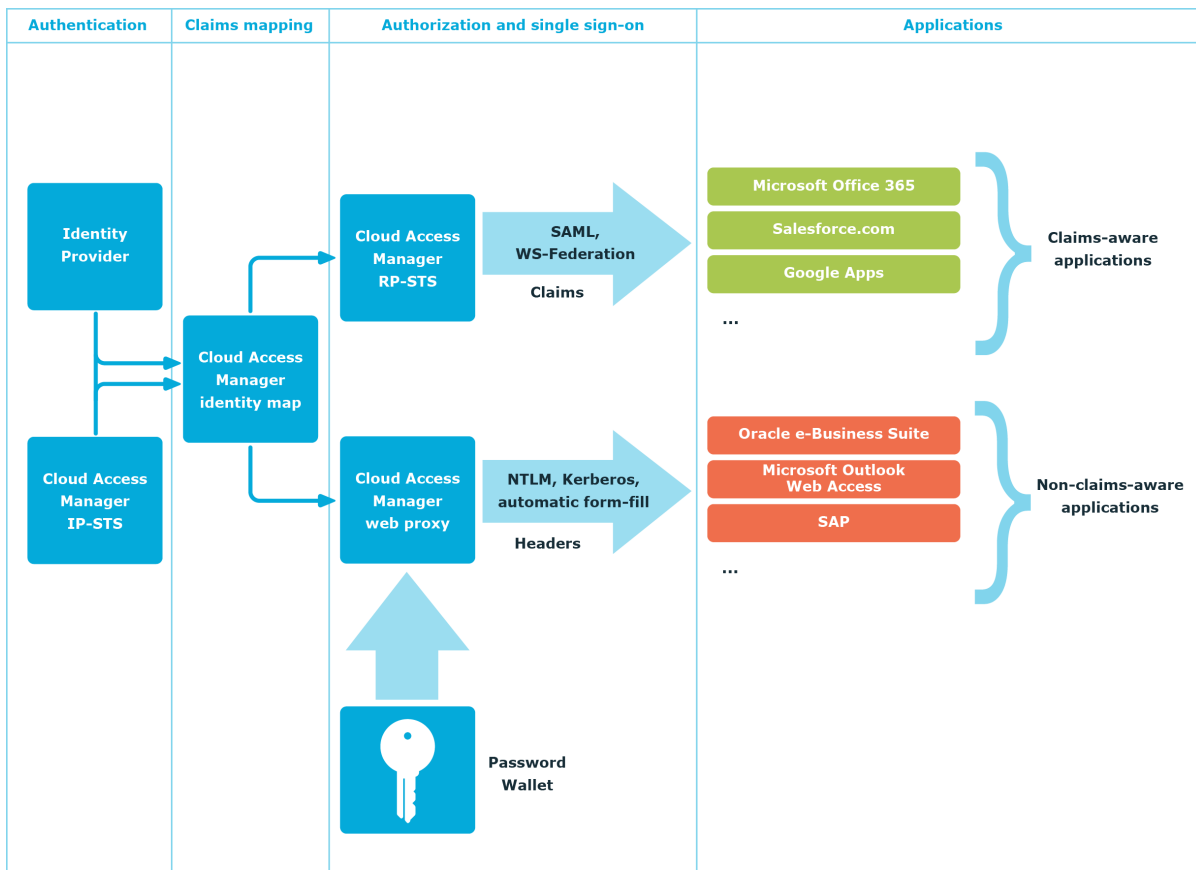 Authentication
Claims mapping
Authorization and single sign-on
Applications
Identity
Provider
Cloud Access
Manager
IP-STS
Cloud Access
Manager
identity map
Cloud Access
Manager
RP-STS
SAML,
WS-Federation
Claims
Microsoft Office 365
Salesforce.com
Google Apps
...
Claims-aware
applications
Cloud Access
Manager
web proxy
NTLM, Kerberos,
automatic form-fill
Headers
Oracle e-Business Suite
Microsoft Outlook
Web Access
SAP
...
Non-claims-aware
applications
Password
Wallet